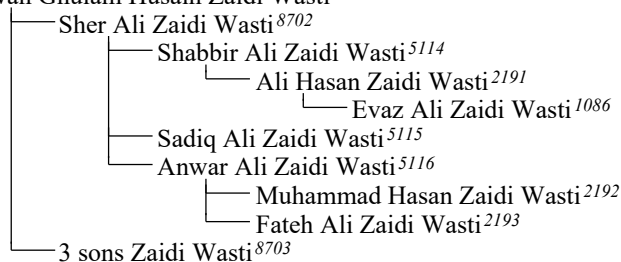 Ghulam Husain Zaidi Wasti
Sher Ali Zaidi Wasti 8702
Shabbir Ali Zaidi Wasti 5114
Ali Hasan Zaidi Wasti 2191
Evaz Ali Zaidi Wasti 1086
Sadiq Ali Zaidi Wasti 5115
Anwar Ali Zaidi Wasti 5116
Muhammad Hasan Zaidi Wasti 2192
Fateh Ali Zaidi Wasti 2193
3 sons Zaidi Wasti 8703